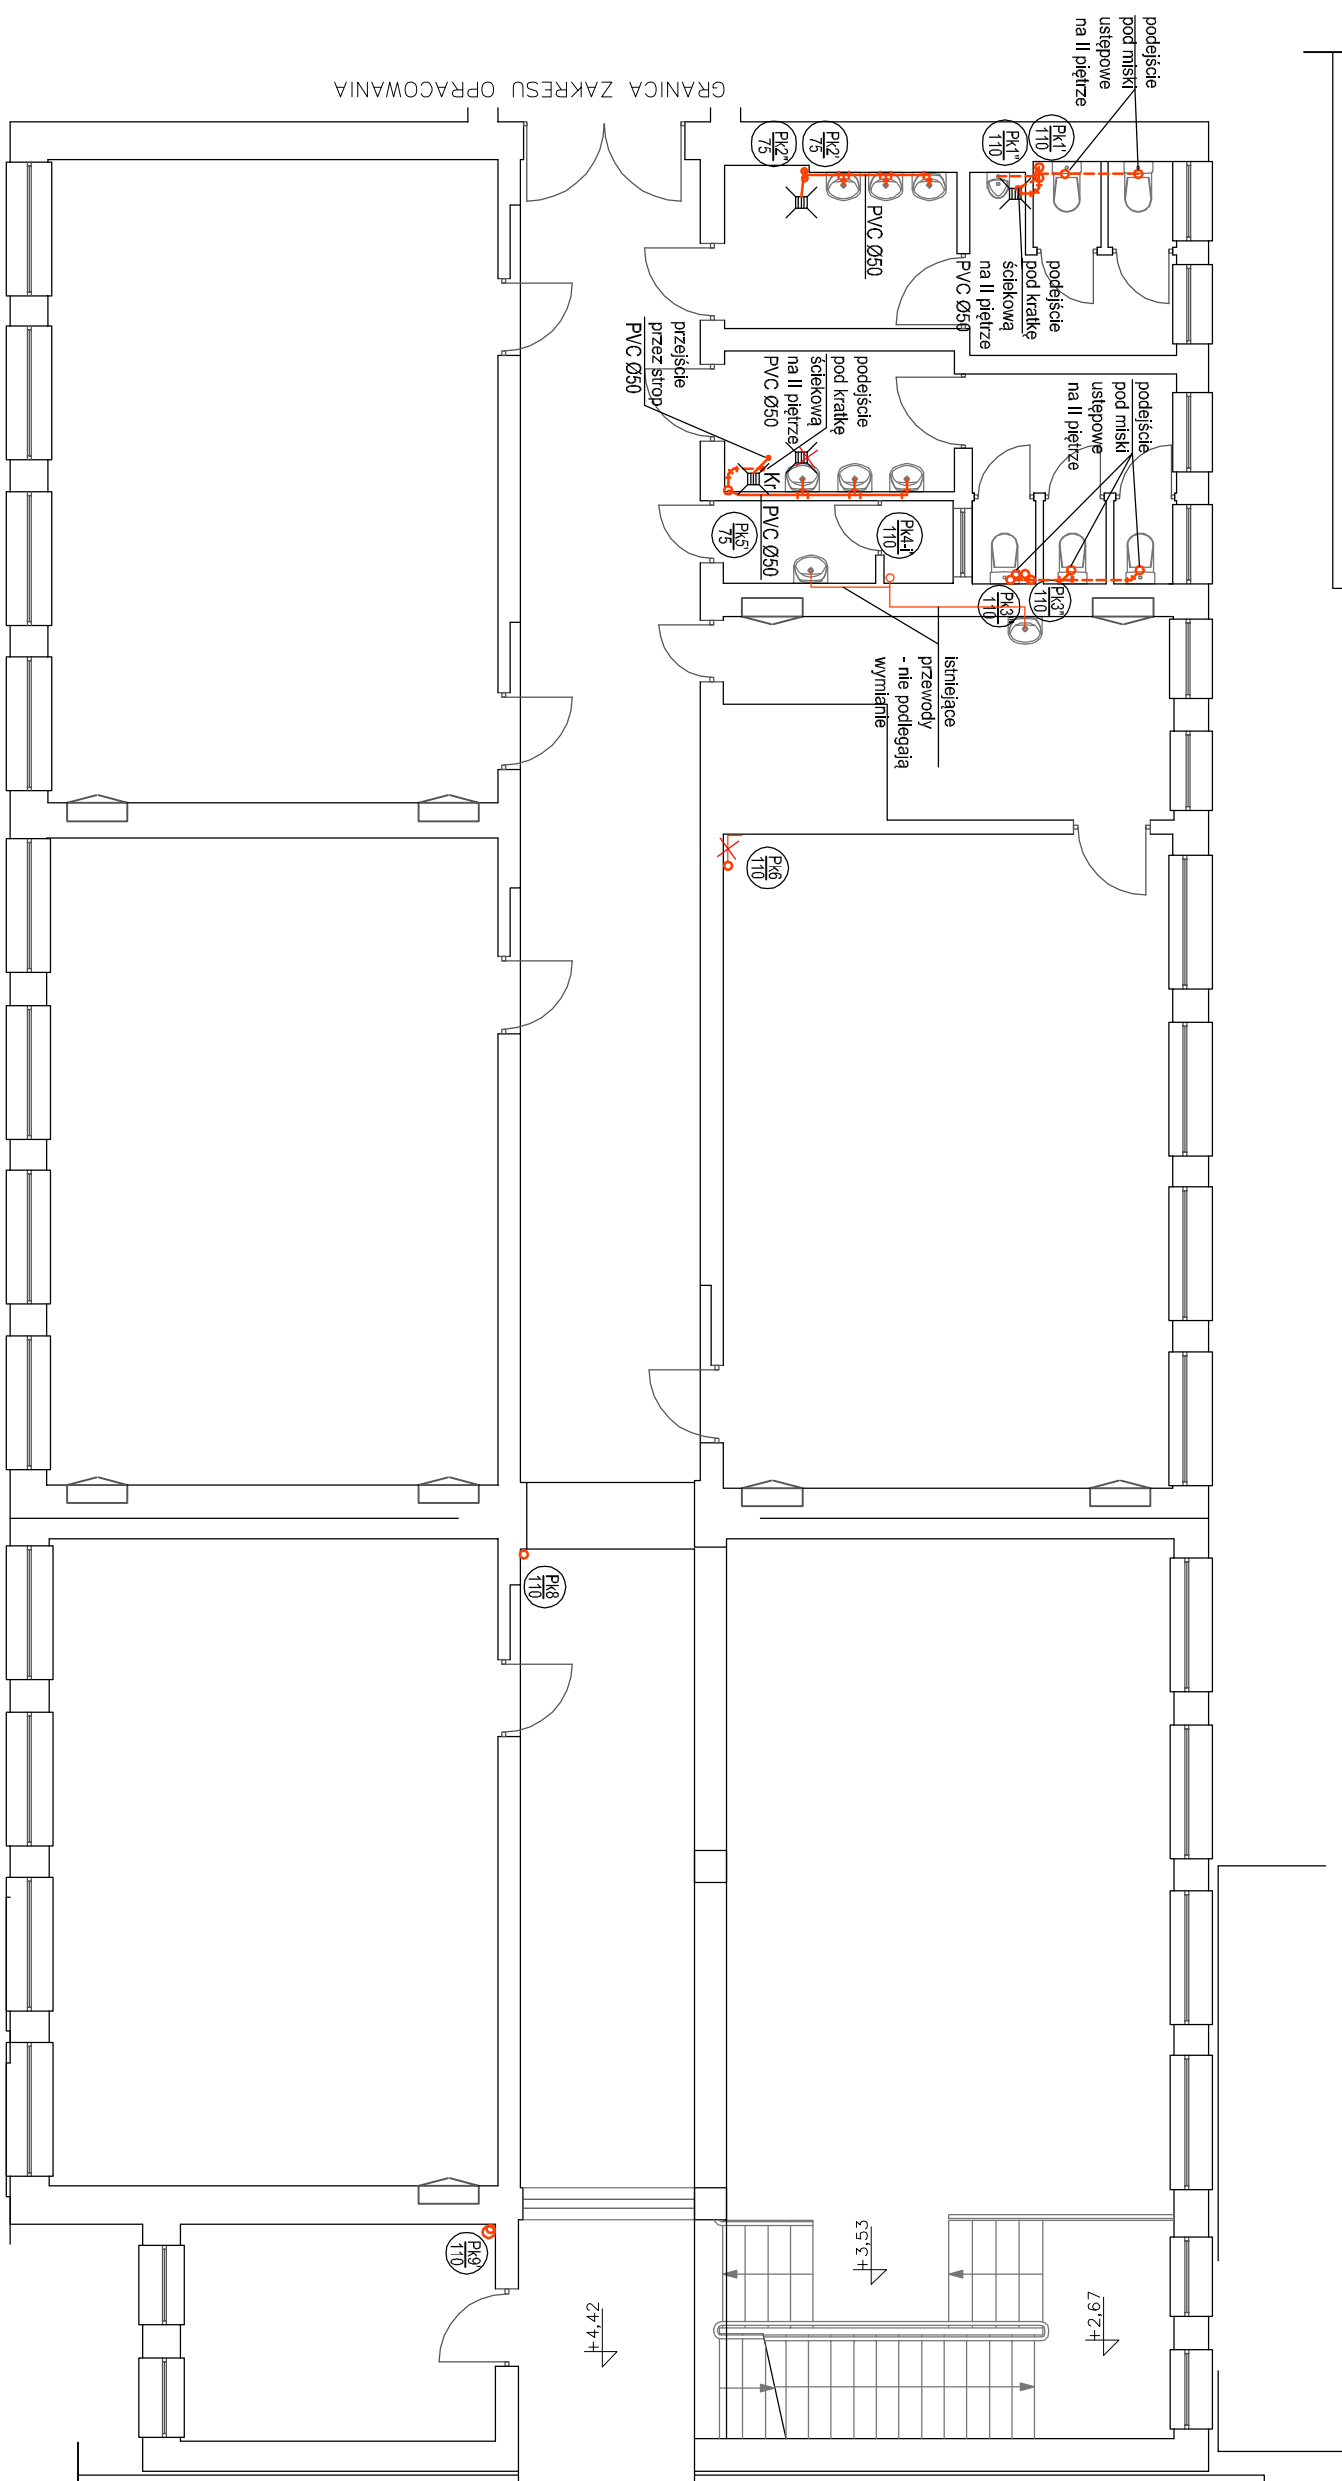 podejście
pod miski
ustępowe
na II piętrze
GRANICA ZAKRESU OPRACOWANIA
Pk2"
75
Pk2'
75
Pk1"
110
Pk1'
110
PVC Ø50
podejście
pod kratkę
ściekową
na II piętrze
PVC Ø50
przejście
przez strop
PVC Ø50
podejście
pod kratkę
ściekową
na II piętrze
PVC Ø50
podejście
pod miski
ustępowe
na II piętrze
Kr
PVC Ø50
Pk5'
75
Pk4-i'
110
Pk3'
110
Pk3"
110
istniejące
przewody
- nie podlegają
wymianie
Pk6
110
Pk8
110
Pk9'
110
+3,53
+2,67
+4,42